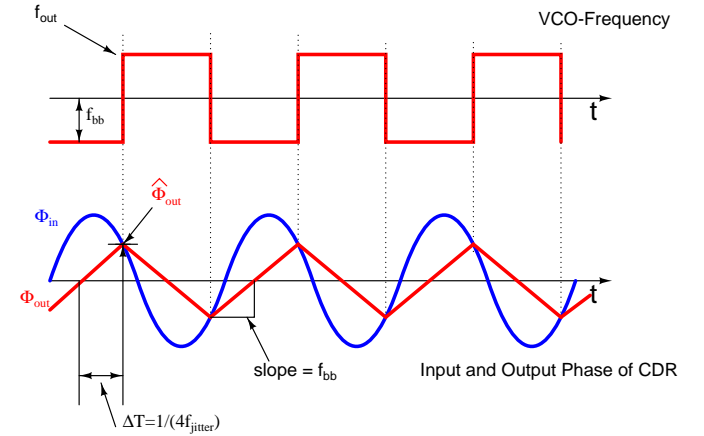 f_out
VCO-Frequency
f_bb
t
Φ̂_out
Φ_in
Φ_out
t
slope = f_bb
Input and Output Phase of CDR
ΔT=1/(4f_jitter)